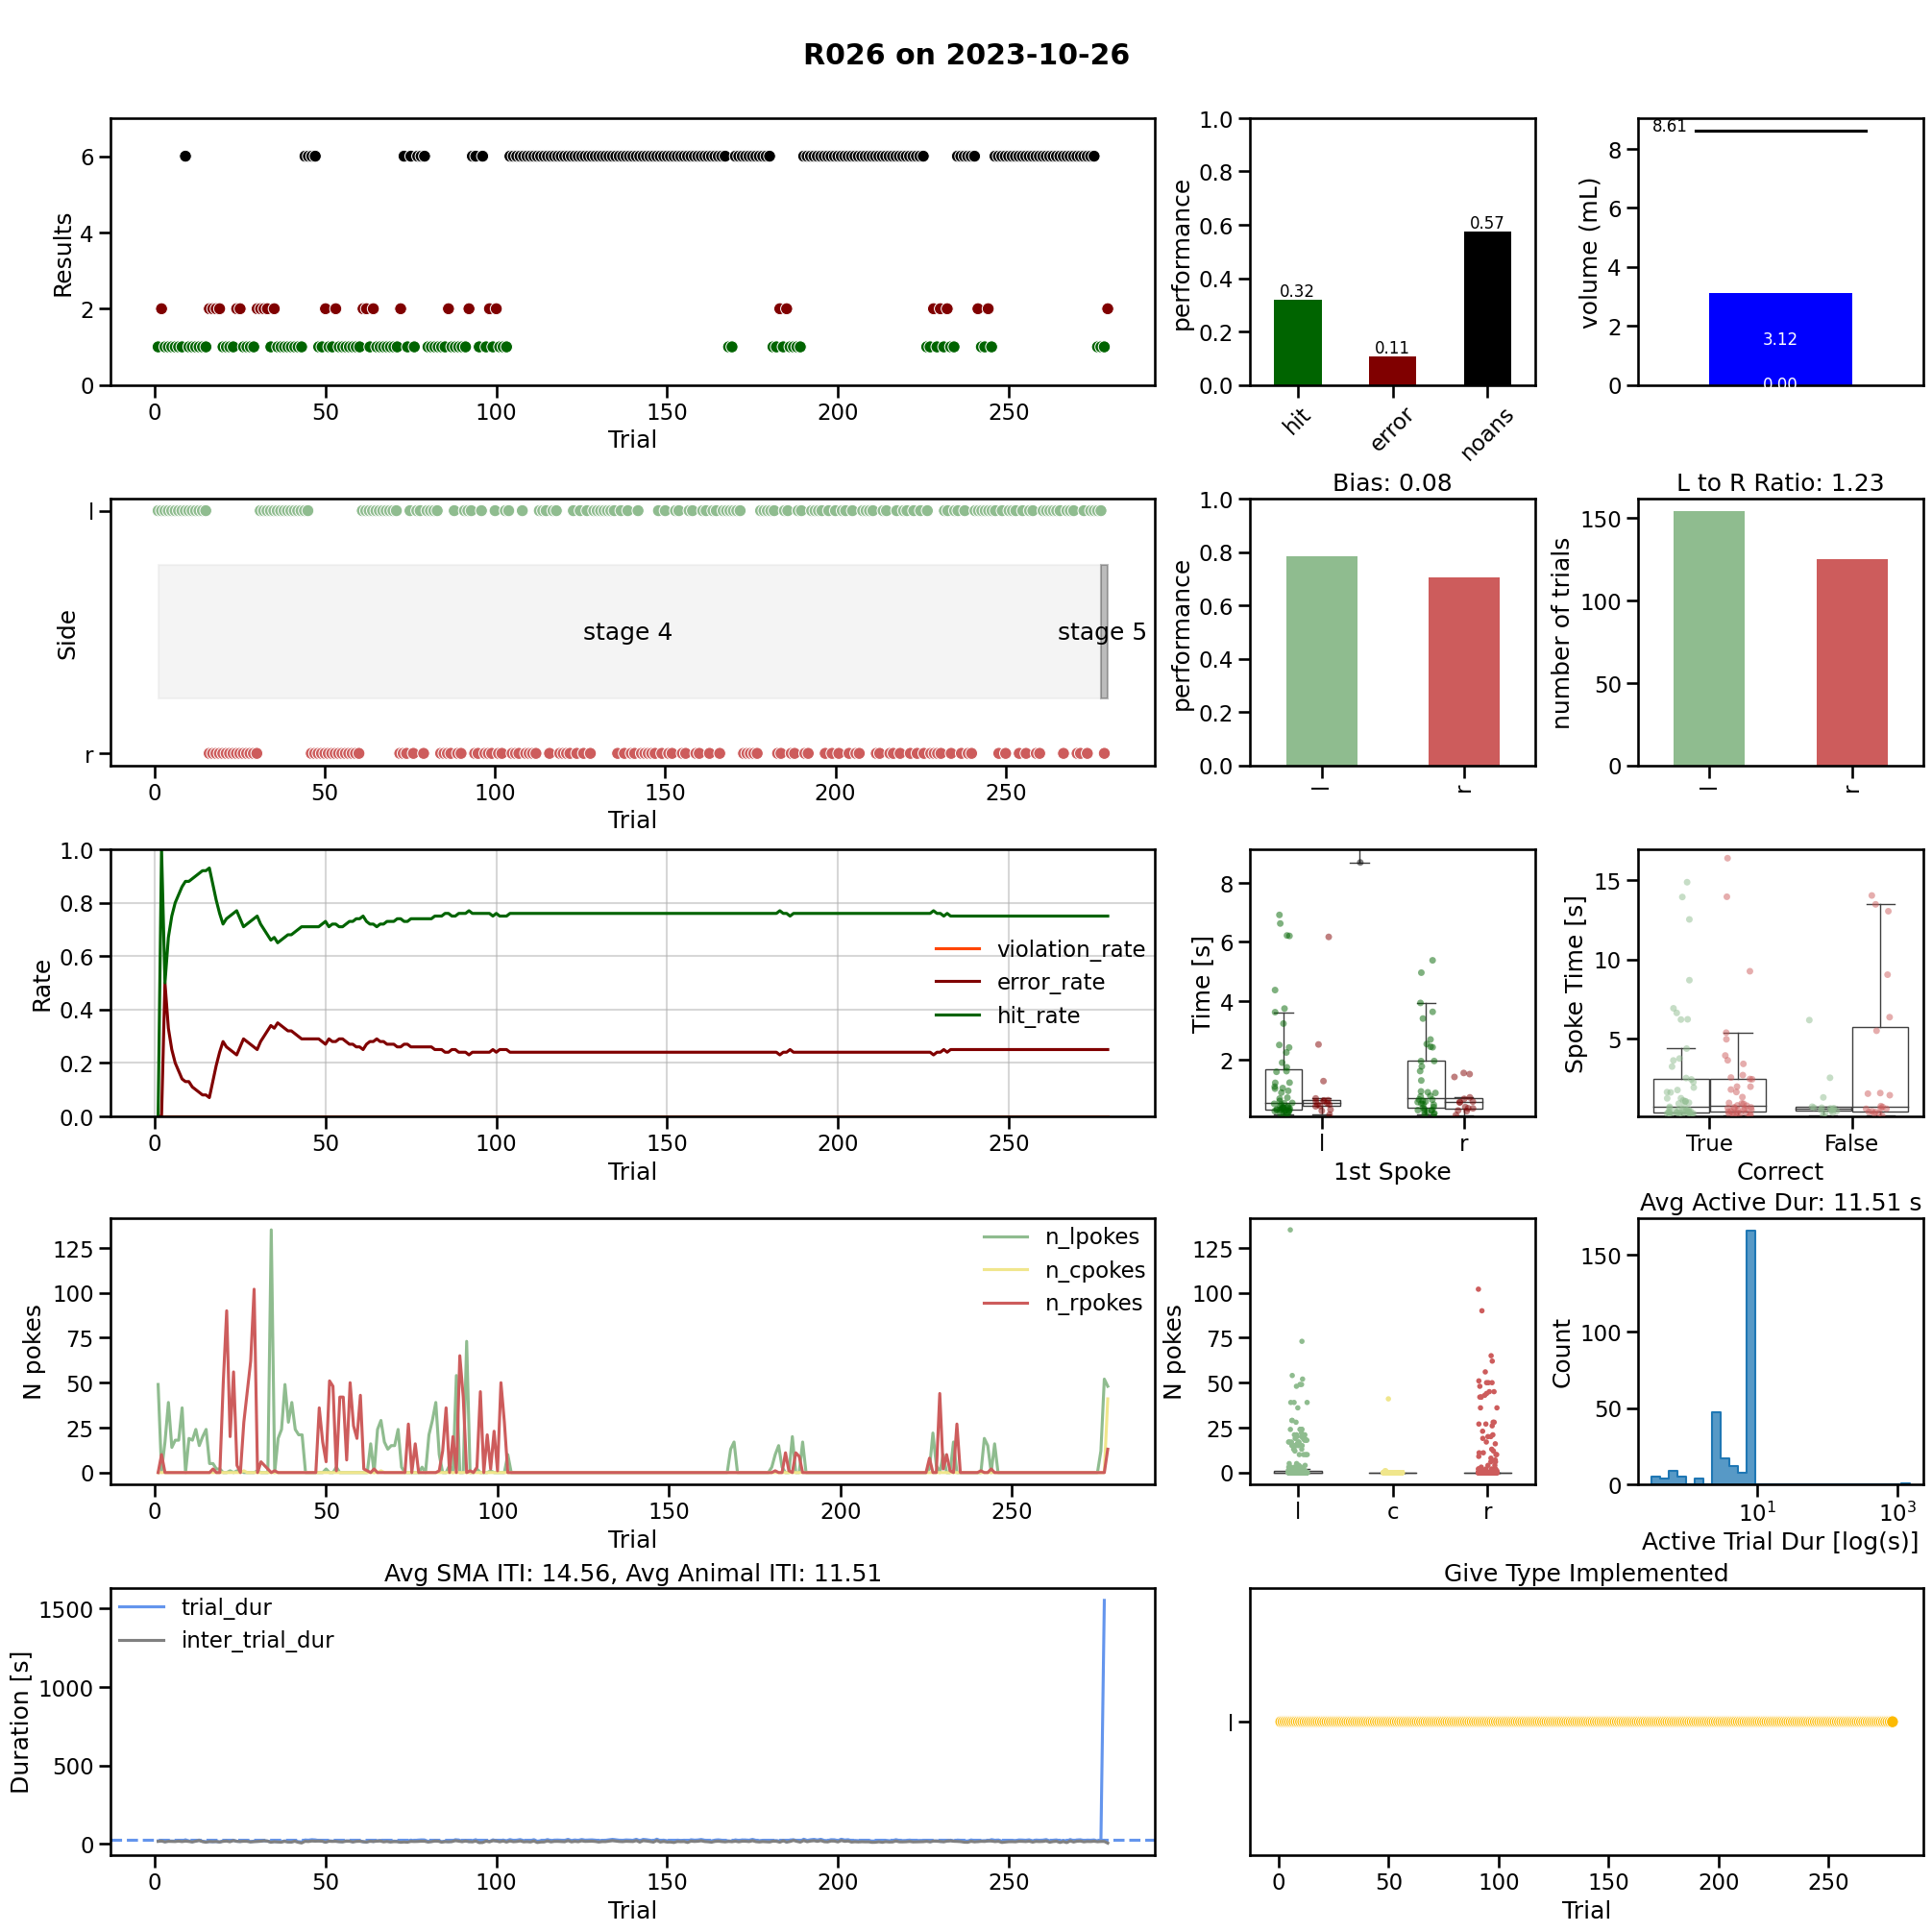 R026 on 2023-10-26
Results
6
4
2
0
0 50 100 150 200 250
Trial
performance
1.0
0.8
0.6
0.4
0.2
0.0
0.32
0.11
0.57
hit error noans
volume (mL)
8
6
4
2
0
8.61
3.12
0.00
Side
l
r
stage 4
stage 5
0 50 100 150 200 250
Trial
Bias: 0.08
performance
1.0
0.8
0.6
0.4
0.2
0.0
l r
L to R Ratio: 1.23
number of trials
150
100
50
0
l r
Rate
1.0
0.8
0.6
0.4
0.2
0.0
violation_rate
error_rate
hit_rate
0 50 100 150 200 250
Trial
Time [s]
8
6
4
2
l r
1st Spoke
Spoke Time [s]
15
10
5
True False
Correct
N pokes
125
100
75
50
25
0
n_lpokes
n_cpokes
n_rpokes
0 50 100 150 200 250
Trial
N pokes
125
100
75
50
25
0
l c r
Avg Active Dur: 11.51 s
Count
150
100
50
0
10¹ 10³
Active Trial Dur [log(s)]
Avg SMA ITI: 14.56, Avg Animal ITI: 11.51
Duration [s]
1500
1000
500
0
trial_dur
inter_trial_dur
0 50 100 150 200 250
Trial
Give Type Implemented
l
0 50 100 150 200 250
Trial